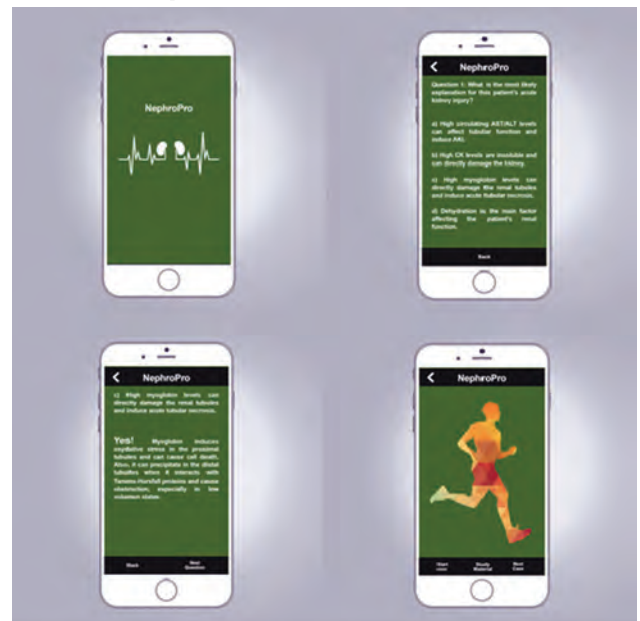 NephroPro
NephroPro
Question 1: What is the most likely
explanation for this patient's acute
kidney injury?
a) High circulating AST/ALT levels
can affect tubular function and
induce AKI.
b) High CK levels are insoluble and
can directly damage the kidney.
c) High myoglobin levels can
directly damage the renal tubules
and induce acute tubular necrosis.
d) Dehydration is the main factor
affecting the patient's renal
function.
Back
NephroPro
c) High myoglobin levels can
directly damage the renal tubules
and induce acute tubular necrosis.
Yes! Myoglobin induces
oxydative stress in the proximal
tubules and can cause cell death.
Also, it can precipitate in the distal
tubules when it interacts with
Tamms-Horsfall proteins and cause
obstruction, especially in low
volumen states.
Back
Next
Question
NephroPro
Start
case
Study
Material
Next
Case